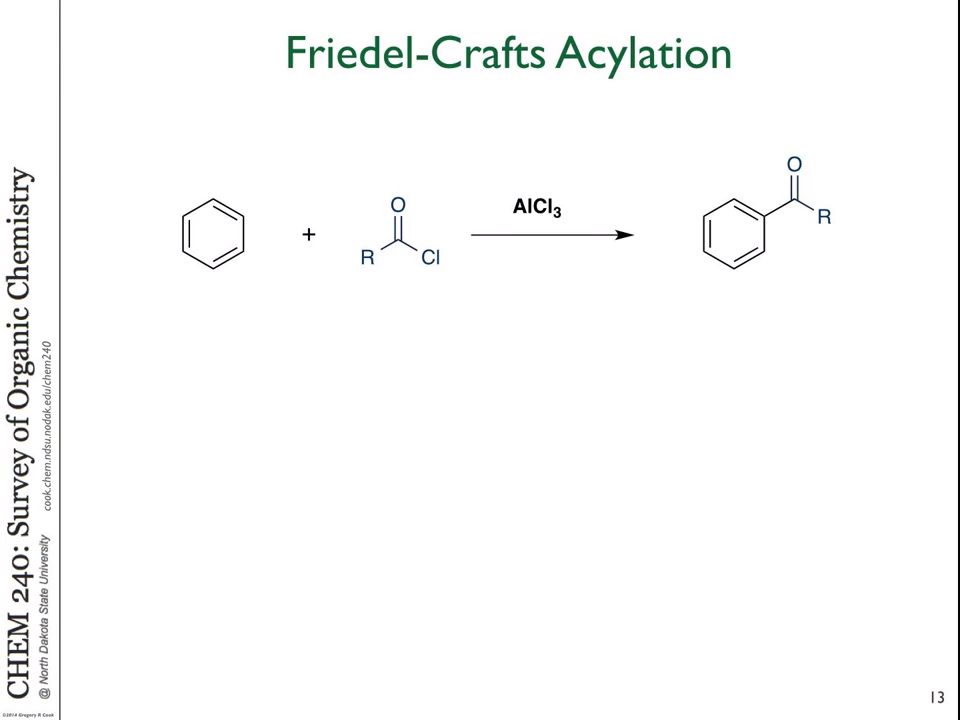 Friedel-Crafts Acylation
+
O
R
Cl
AlCl₃
O
R
CHEM 240: Survey of Organic Chemistry
@ North Dakota State University
cook.chem.ndsu.nodak.edu/chem240
©2014 Gregory R Cook
13